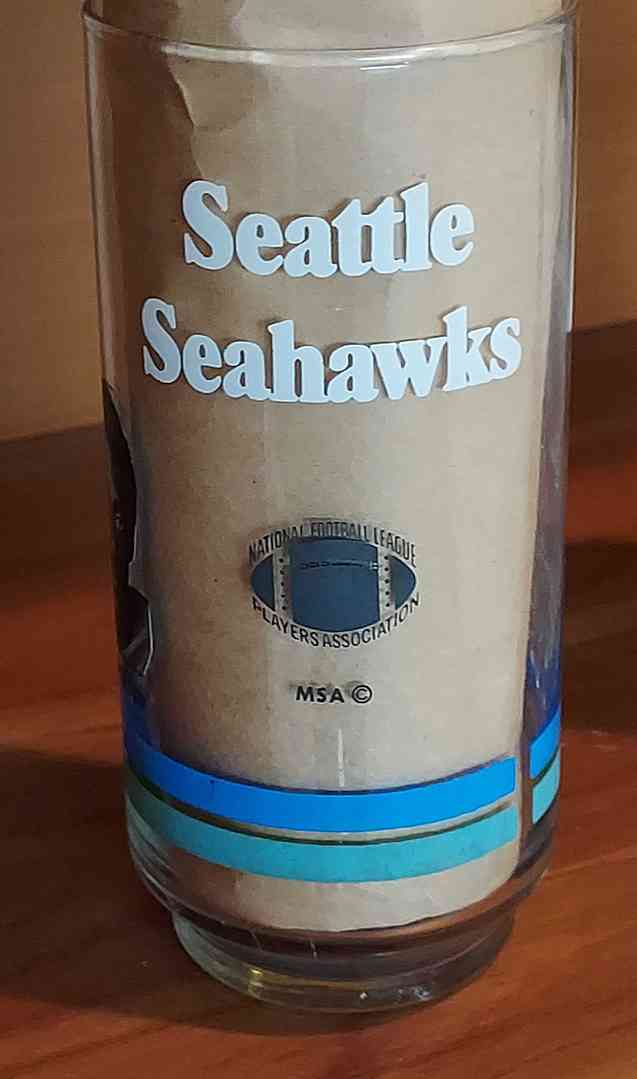 Seattle
Seahawks
NATIONAL FOOTBALL LEAGUE
PLAYERS ASSOCIATION
MSA ©